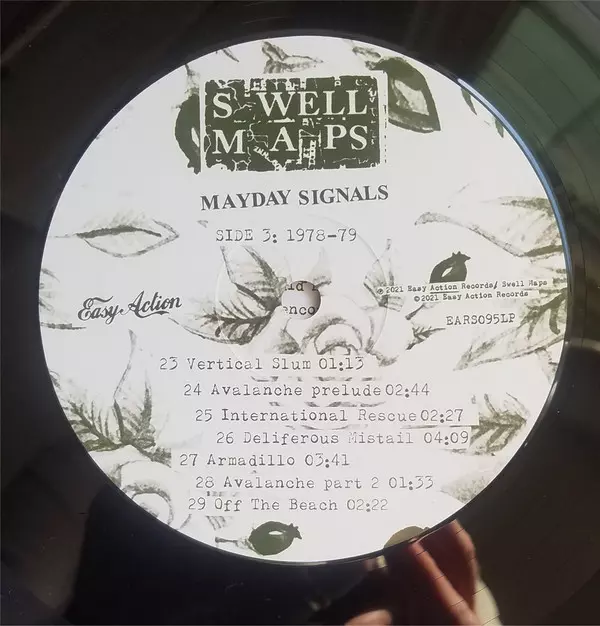 S WELL
M A PS
MAYDAY SIGNALS
SIDE 3: 1978-79
Easy Action
℗ 2021 Easy Action Records/ Swell Maps
© 2021 Easy Action Records
EARS095LP
23 Vertical Slum 01:13
24 Avalanche prelude 02:44
25 International Rescue 02:27
26 Deliferous Mistail 04:09
27 Armadillo 03:41
28 Avalanche part 2 01:33
29 Off The Beach 02:22